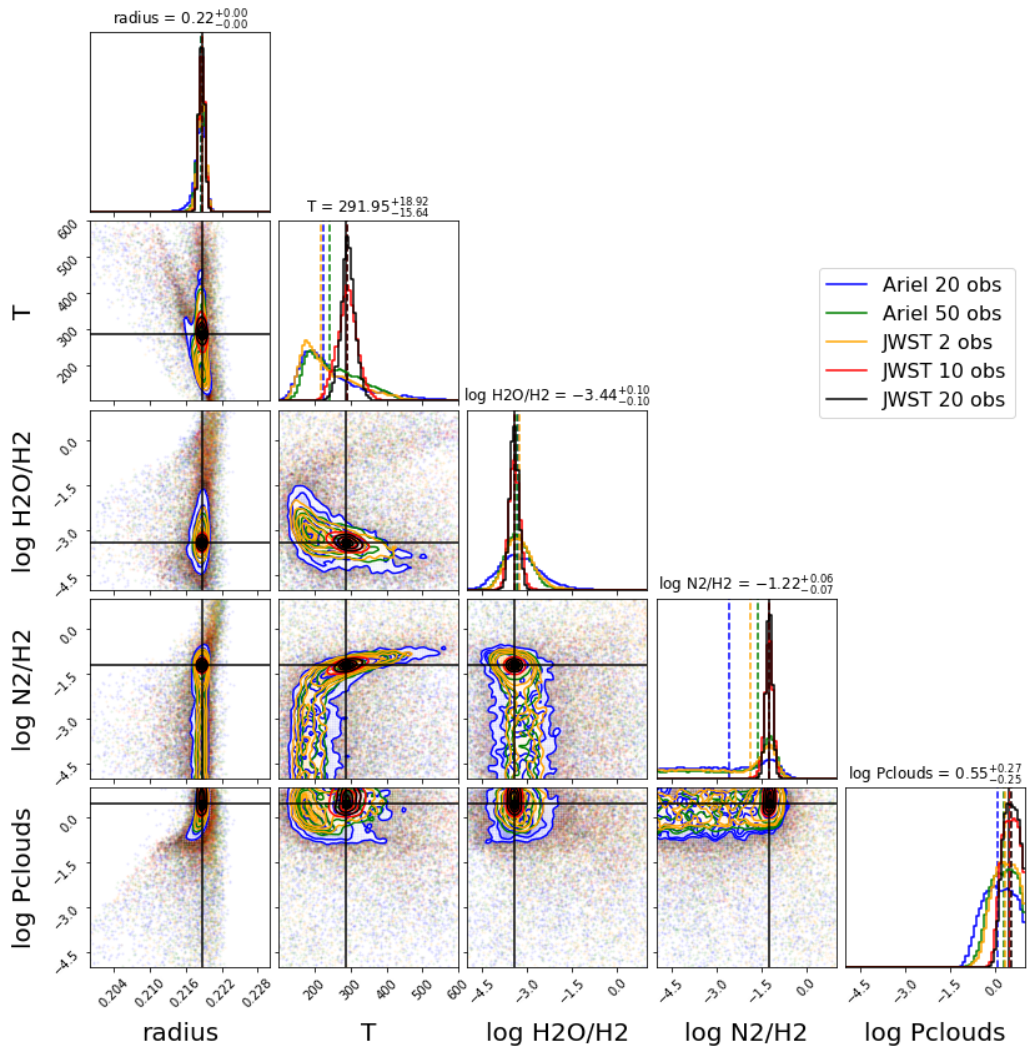 radius = 0.22 +0.00 −0.00
T = 291.95 +18.92 −15.64
log H2O/H2 = −3.44 +0.10 −0.10
log N2/H2 = −1.22 +0.06 −0.07
log Pclouds = 0.55 +0.27 −0.25
Ariel 20 obs
Ariel 50 obs
JWST 2 obs
JWST 10 obs
JWST 20 obs
T
600
500
400
300
200
log H2O/H2
0.0
−1.5
−3.0
−4.5
log N2/H2
0.0
−1.5
−3.0
−4.5
log Pclouds
0.0
−1.5
−3.0
−4.5
0.204 0.210 0.216 0.222 0.228
200 300 400 500 600
−4.5 −3.0 −1.5 0.0
−4.5 −3.0 −1.5 0.0
−4.5 −3.0 −1.5 0.0
radius
T
log H2O/H2
log N2/H2
log Pclouds